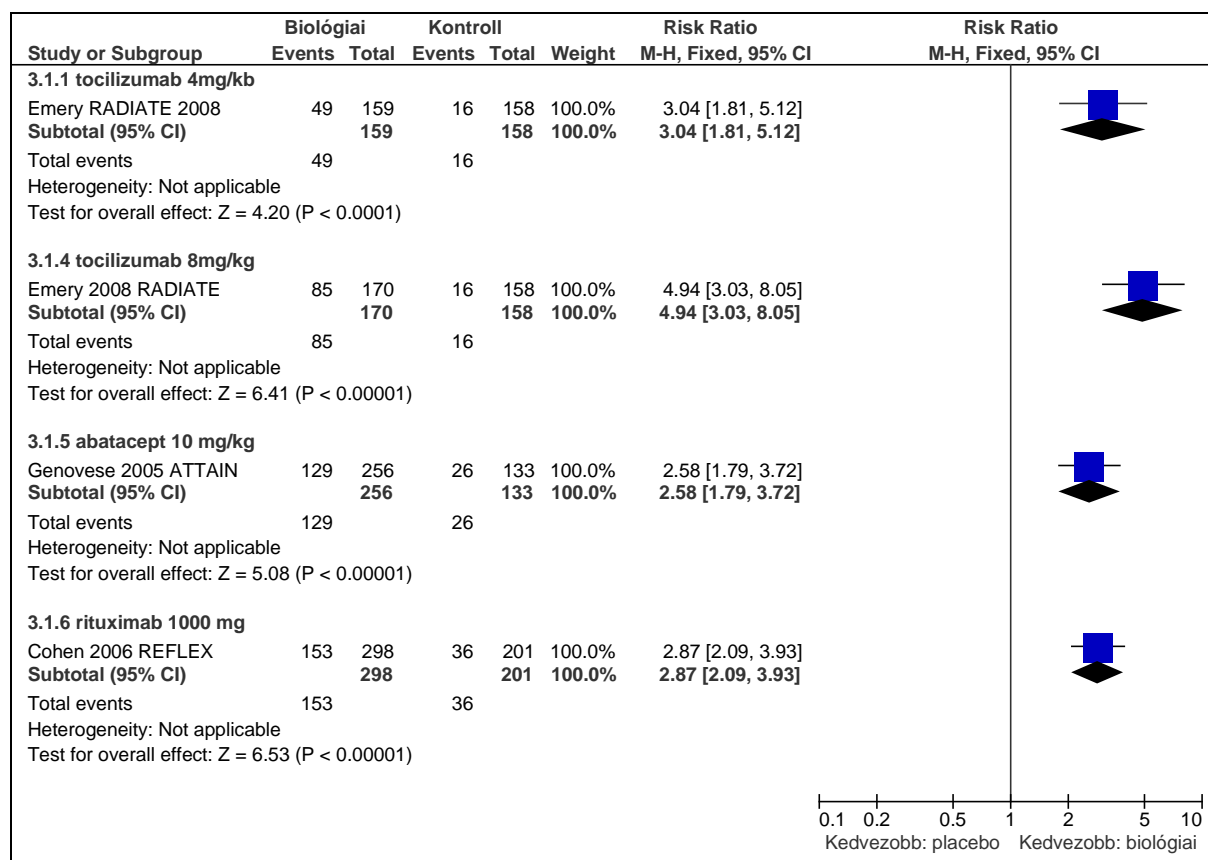 Biológiai Kontroll Risk Ratio Risk Ratio
Study or Subgroup Events Total Events Total Weight M-H, Fixed, 95% CI M-H, Fixed, 95% CI
3.1.1 tocilizumab 4mg/kb
Emery RADIATE 2008 49 159 16 158 100.0% 3.04 [1.81, 5.12]
Subtotal (95% CI) 159 158 100.0% 3.04 [1.81, 5.12]
Total events 49 16
Heterogeneity: Not applicable
Test for overall effect: Z = 4.20 (P < 0.0001)
3.1.4 tocilizumab 8mg/kg
Emery 2008 RADIATE 85 170 16 158 100.0% 4.94 [3.03, 8.05]
Subtotal (95% CI) 170 158 100.0% 4.94 [3.03, 8.05]
Total events 85 16
Heterogeneity: Not applicable
Test for overall effect: Z = 6.41 (P < 0.00001)
3.1.5 abatacept 10 mg/kg
Genovese 2005 ATTAIN 129 256 26 133 100.0% 2.58 [1.79, 3.72]
Subtotal (95% CI) 256 133 100.0% 2.58 [1.79, 3.72]
Total events 129 26
Heterogeneity: Not applicable
Test for overall effect: Z = 5.08 (P < 0.00001)
3.1.6 rituximab 1000 mg
Cohen 2006 REFLEX 153 298 36 201 100.0% 2.87 [2.09, 3.93]
Subtotal (95% CI) 298 201 100.0% 2.87 [2.09, 3.93]
Total events 153 36
Heterogeneity: Not applicable
Test for overall effect: Z = 6.53 (P < 0.00001)
0.1 0.2 0.5 1 2 5 10
Kedvezobb: placebo Kedvezobb: biológiai